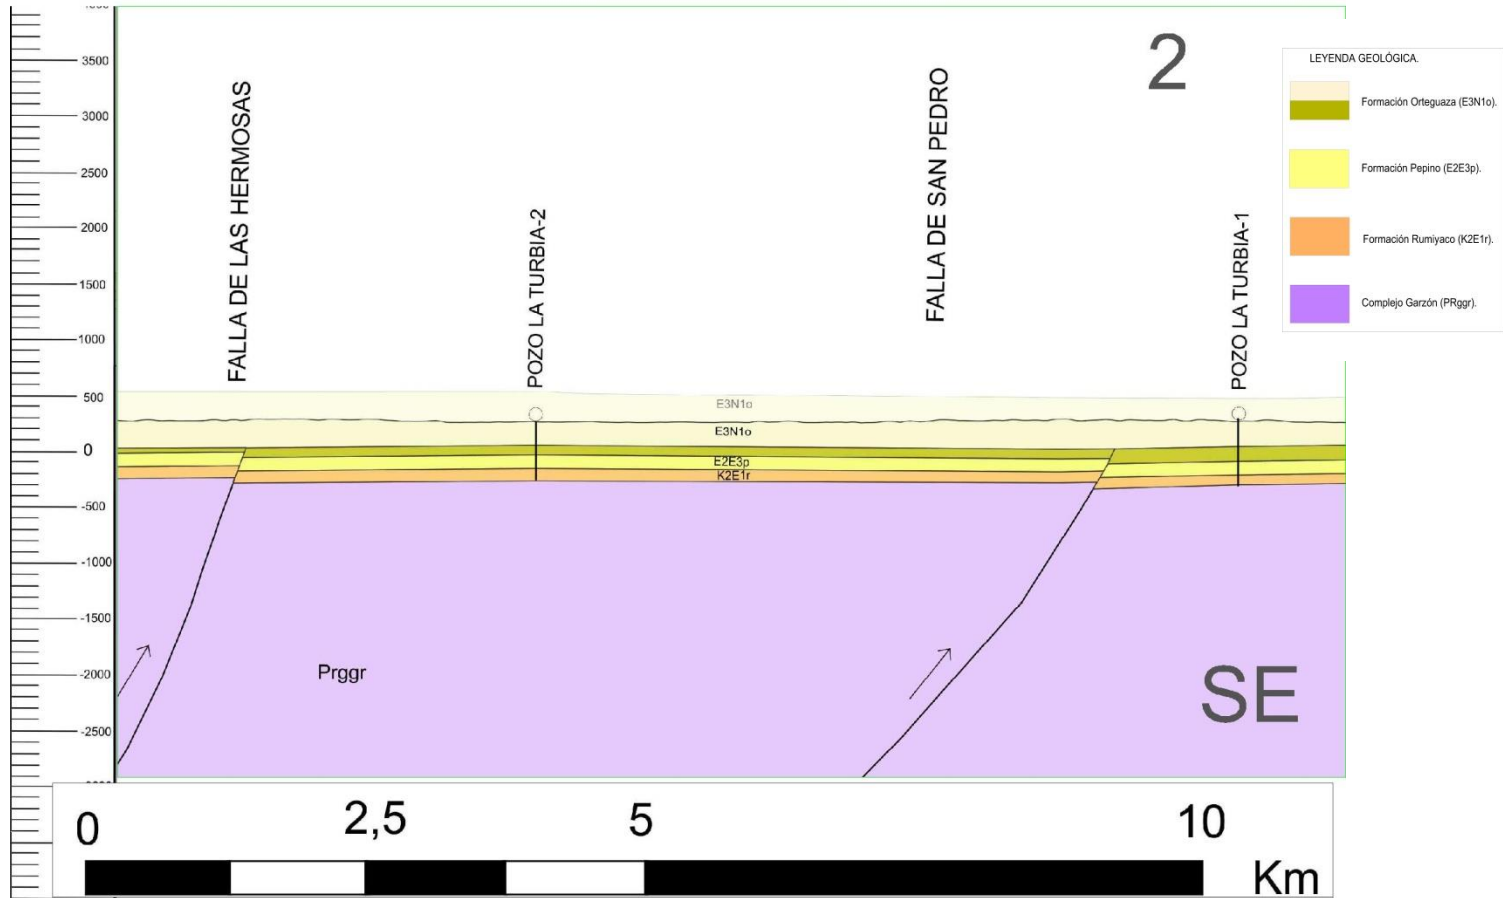 3500
3000
2500
2000
1500
1000
500
0
-500
-1000
-1500
-2000
-2500
FALLA DE LAS HERMOSAS
POZO LA TURBIA-2
FALLA DE SAN PEDRO
POZO LA TURBIA-1
2
LEYENDA GEOLÓGICA.
Formación Orteguaza (E3N1o).
Formación Pepino (E2E3p).
Formación Rumiyaco (K2E1r).
Complejo Garzón (PRggr).
E3N1o
E3N1o
E2E3p
K2E1r
Prggr
SE
0 2,5 5 10
Km